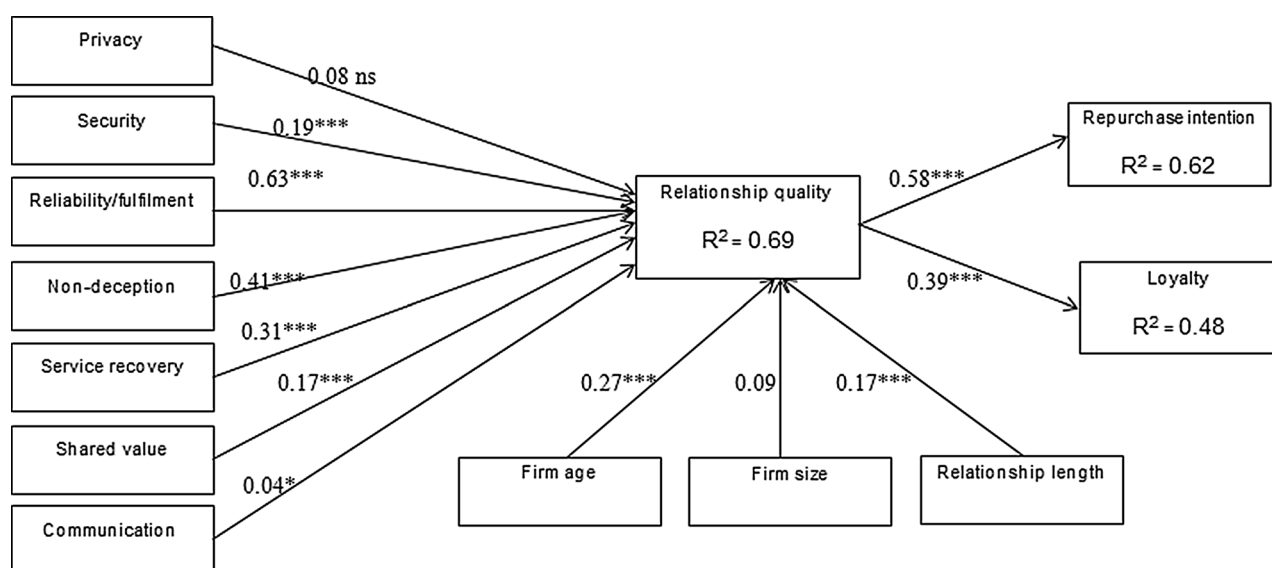 Privacy
0.08 ns
Security
0.19***
Reliability/fulfilment
0.63***
Non-deception
0.41***
Service recovery
0.31***
Shared value
0.17***
Communication
0.04*
Relationship quality
R² = 0.69
Firm age
0.27***
Firm size
0.09
Relationship length
0.17***
0.58***
Repurchase intention
R² = 0.62
0.39***
Loyalty
R² = 0.48